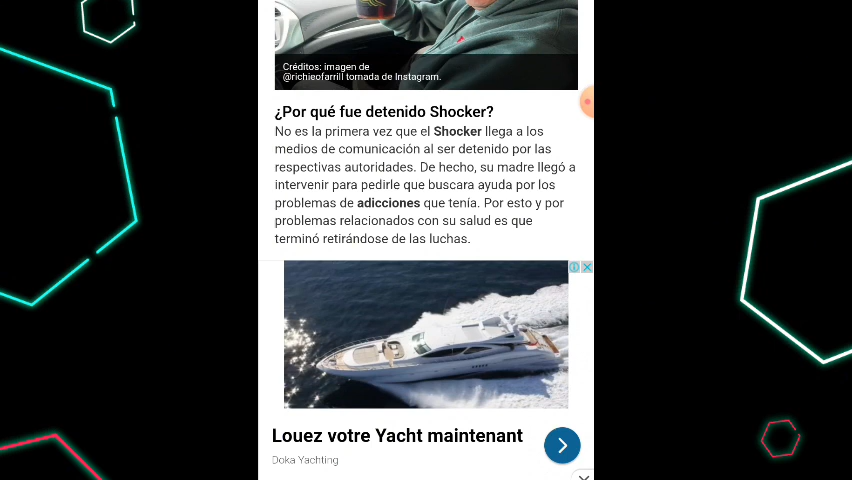 Créditos: imagen de
@richieofarrill tomada de Instagram.
¿Por qué fue detenido Shocker?
No es la primera vez que el Shocker llega a los
medios de comunicación al ser detenido por las
respectivas autoridades. De hecho, su madre llegó a
intervenir para pedirle que buscara ayuda por los
problemas de adicciones que tenía. Por esto y por
problemas relacionados con su salud es que
terminó retirándose de las luchas.
Louez votre Yacht maintenant
Doka Yachting